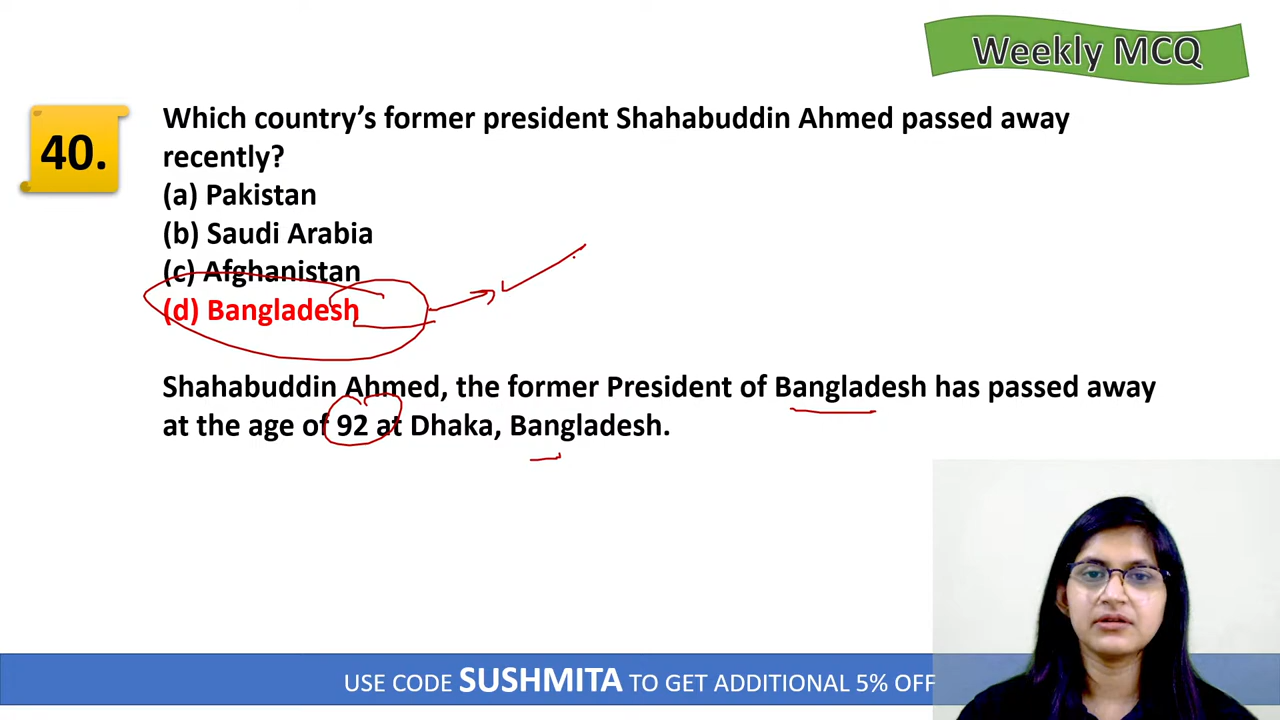 Weekly MCQ
40.
Which country’s former president Shahabuddin Ahmed passed away
recently?
(a) Pakistan
(b) Saudi Arabia
(c) Afghanistan
(d) Bangladesh
Shahabuddin Ahmed, the former President of Bangladesh has passed away
at the age of 92 at Dhaka, Bangladesh.
USE CODE SUSHMITA TO GET ADDITIONAL 5% OFF